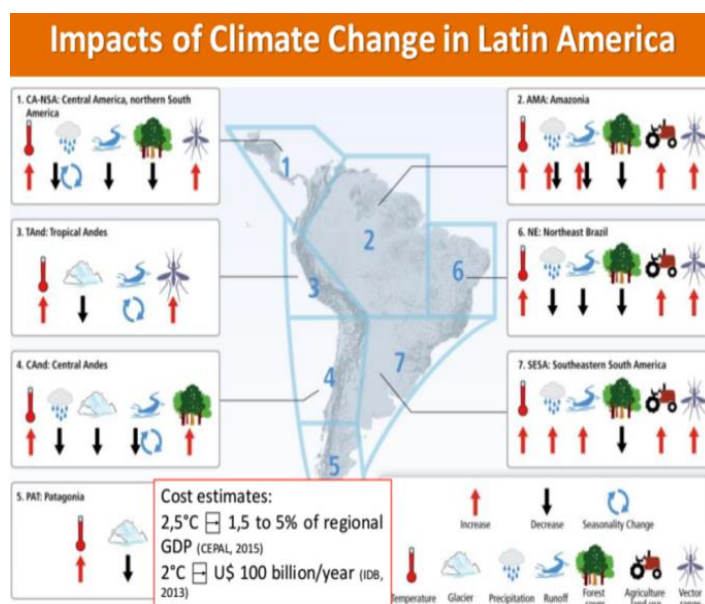 Impacts of Climate Change in Latin America
1. CA-NSA: Central America, northern South
America
2. AMA: Amazonia
3. TAnd: Tropical Andes
6. NE: Northeast Brazil
4. CAnd: Central Andes
7. SESA: Southeastern South America
5. PAT: Patagonia
1
2
3
4
5
6
7
Cost estimates:
2,5°C → 1,5 to 5% of regional
GDP (CEPAL, 2015)
2°C → U$ 100 billion/year (IDB,
2013)
Increase
Decrease
Seasonality Change
Temperature
Glacier
Precipitation
Runoff
Forest
Agriculture
Vector